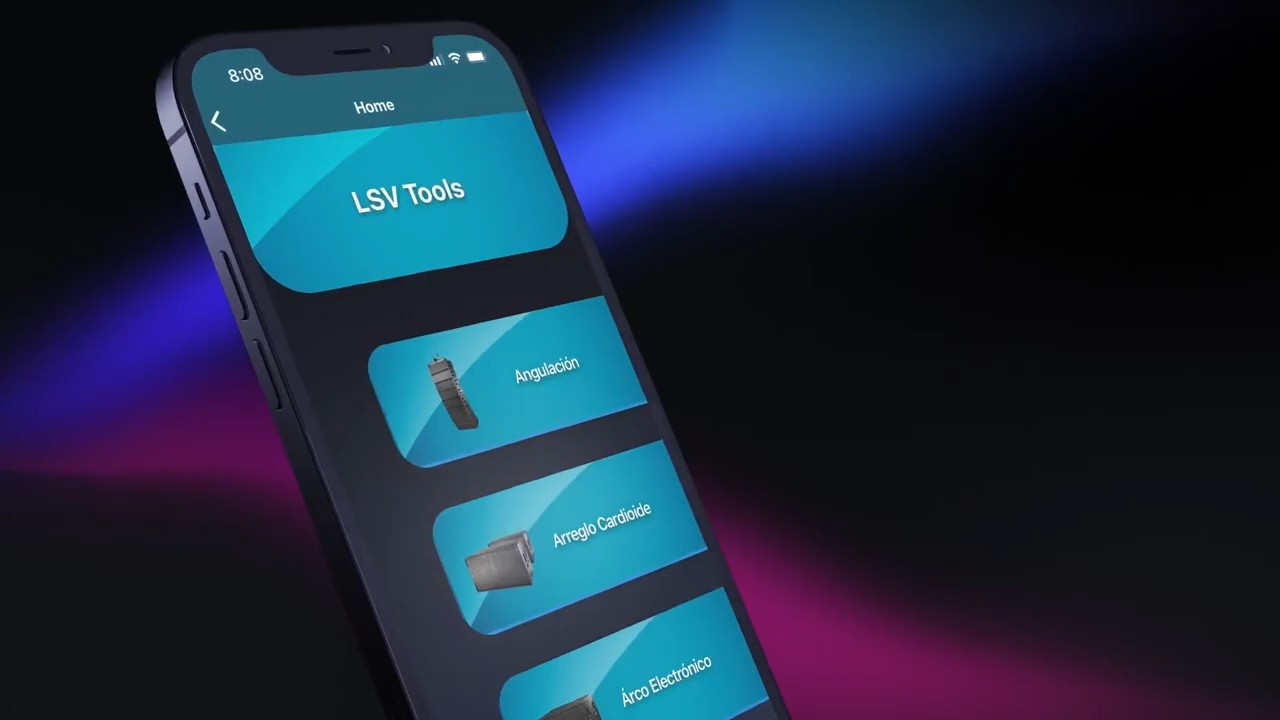 8:08
Home
LSV Tools
Angulación
Arreglo Cardioide
Árco Electrónico